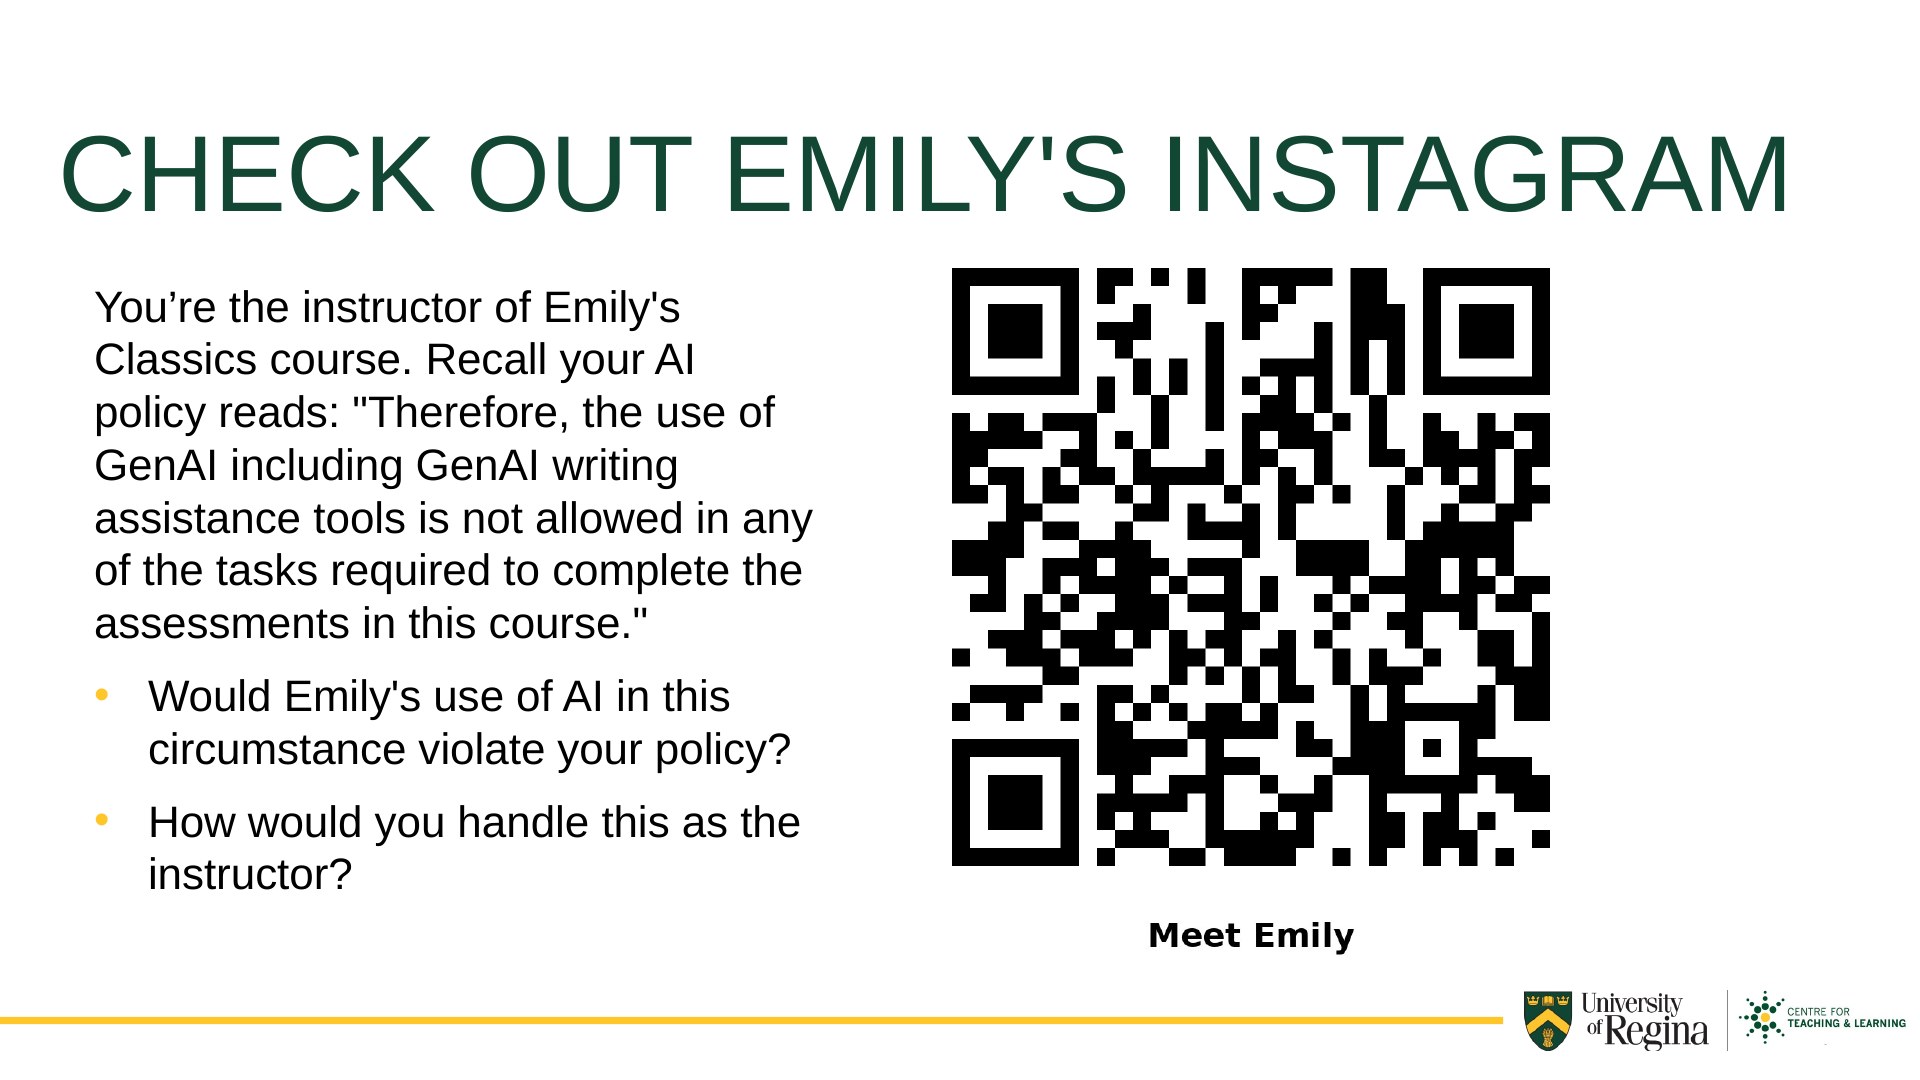 CHECK OUT EMILY'S INSTAGRAM
You’re the instructor of Emily's
Classics course. Recall your AI
policy reads: "Therefore, the use of
GenAI including GenAI writing
assistance tools is not allowed in any
of the tasks required to complete the
assessments in this course."
• Would Emily's use of AI in this
circumstance violate your policy?
• How would you handle this as the
instructor?
Meet Emily
University
of Regina
CENTRE FOR
TEACHING & LEARNING